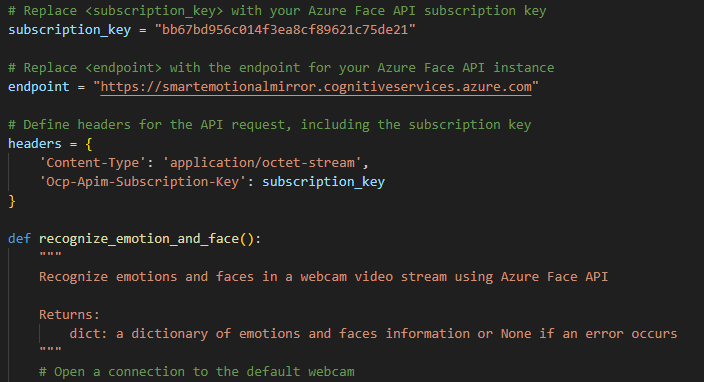 # Replace <subscription_key> with your Azure Face API subscription key
subscription_key = "bb67bd956c014f3ea8cf89621c75de21"
# Replace <endpoint> with the endpoint for your Azure Face API instance
endpoint = "https://smartemotionalmirror.cognitiveservices.azure.com"
# Define headers for the API request, including the subscription key
headers = {
    'Content-Type': 'application/octet-stream',
    'Ocp-Apim-Subscription-Key': subscription_key
}
def recognize_emotion_and_face():
    """
    Recognize emotions and faces in a webcam video stream using Azure Face API
    Returns:
        dict: a dictionary of emotions and faces information or None if an error occurs
    """
    # Open a connection to the default webcam